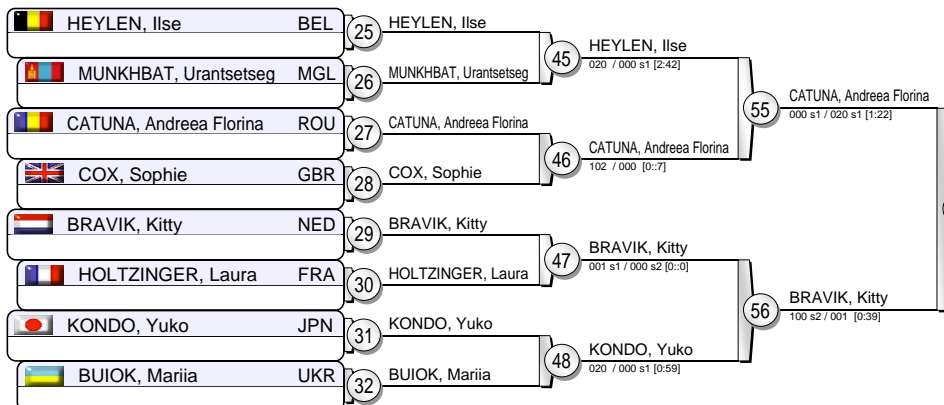 HEYLEN, Ilse BEL
25
HEYLEN, Ilse
MUNKHBAT, Urantsetseg MGL
26
MUNKHBAT, Urantsetseg
45
HEYLEN, Ilse
020 / 000 s1 [2:42]
CATUNA, Andreea Florina ROU
27
CATUNA, Andreea Florina
COX, Sophie GBR
28
COX, Sophie
46
CATUNA, Andreea Florina
102 / 000 [0::7]
55
CATUNA, Andreea Florina
000 s1 / 020 s1 [1:22]
BRAVIK, Kitty NED
29
BRAVIK, Kitty
HOLTZINGER, Laura FRA
30
HOLTZINGER, Laura
47
BRAVIK, Kitty
001 s1 / 000 s2 [0::0]
KONDO, Yuko JPN
31
KONDO, Yuko
BUIOK, Mariia UKR
32
BUIOK, Mariia
48
KONDO, Yuko
020 / 000 s1 [0:59]
56
BRAVIK, Kitty
100 s2 / 001 [0:39]